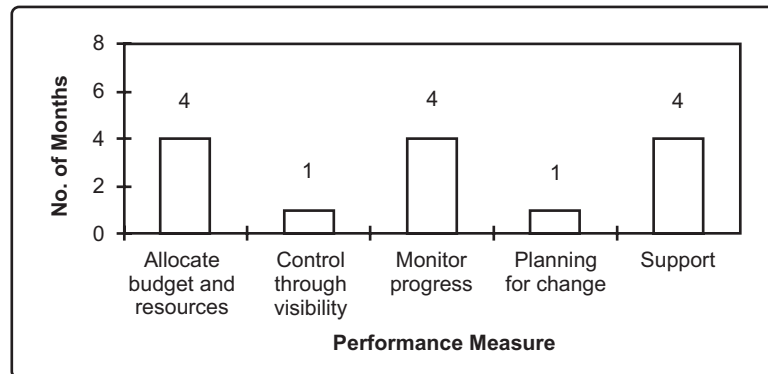 8
6
4
2
0
No. of Months
4
1
4
1
4
Allocate
budget and
resources
Control
through
visibility
Monitor
progress
Planning
for change
Support
Performance Measure